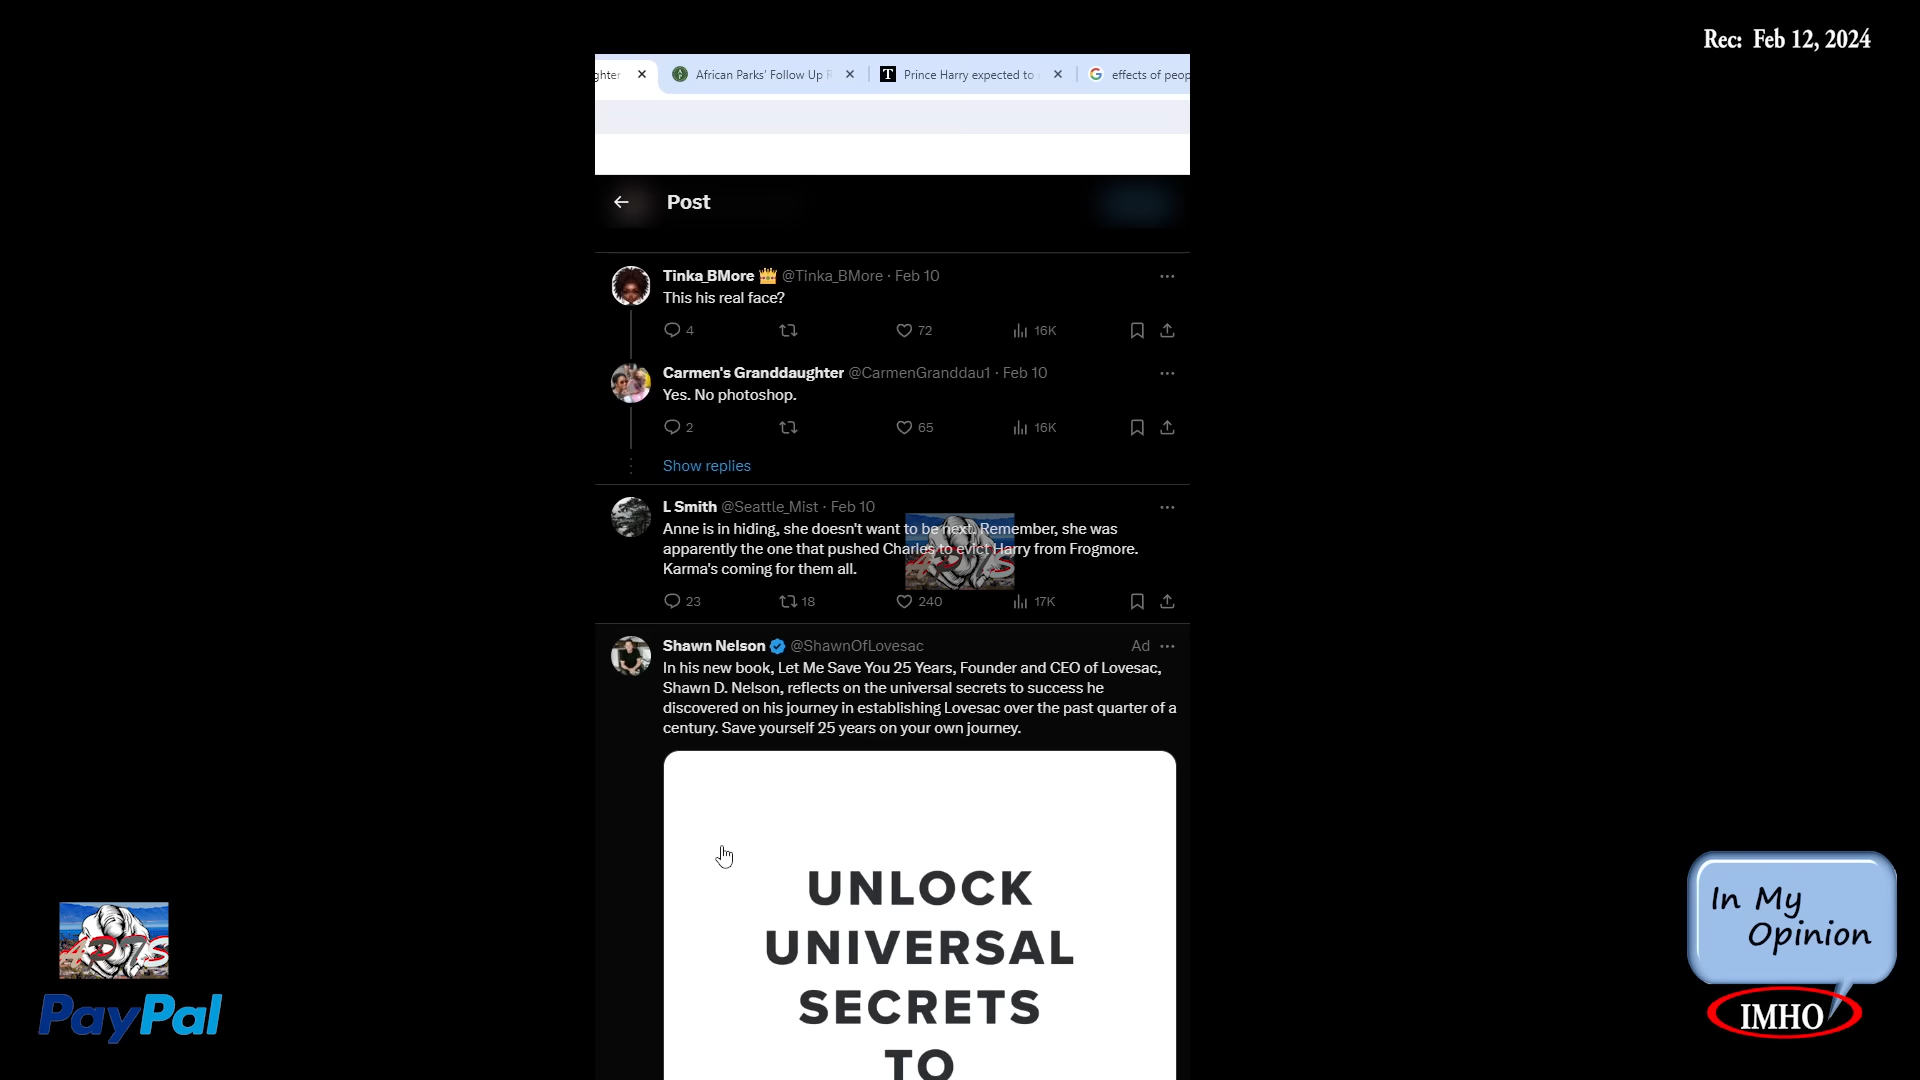 Rec: Feb 12, 2024
ghter
African Parks' Follow Up R
Prince Harry expected to
effects of peop
Post
Tinka_BMore 👑 @Tinka_BMore · Feb 10
This his real face?
4 72 16K
Carmen's Granddaughter @CarmenGranddau1 · Feb 10
Yes. No photoshop.
2 65 16K
Show replies
L Smith @Seattle_Mist · Feb 10
Anne is in hiding, she doesn't want to be next. Remember, she was
apparently the one that pushed Charles to evict Harry from Frogmore.
Karma's coming for them all.
23 18 240 17K
Shawn Nelson @ShawnOfLovesac Ad
In his new book, Let Me Save You 25 Years, Founder and CEO of Lovesac,
Shawn D. Nelson, reflects on the universal secrets to success he
discovered on his journey in establishing Lovesac over the past quarter of a
century. Save yourself 25 years on your own journey.
UNLOCK
UNIVERSAL
SECRETS
TO
PayPal
In My
Opinion
IMHO